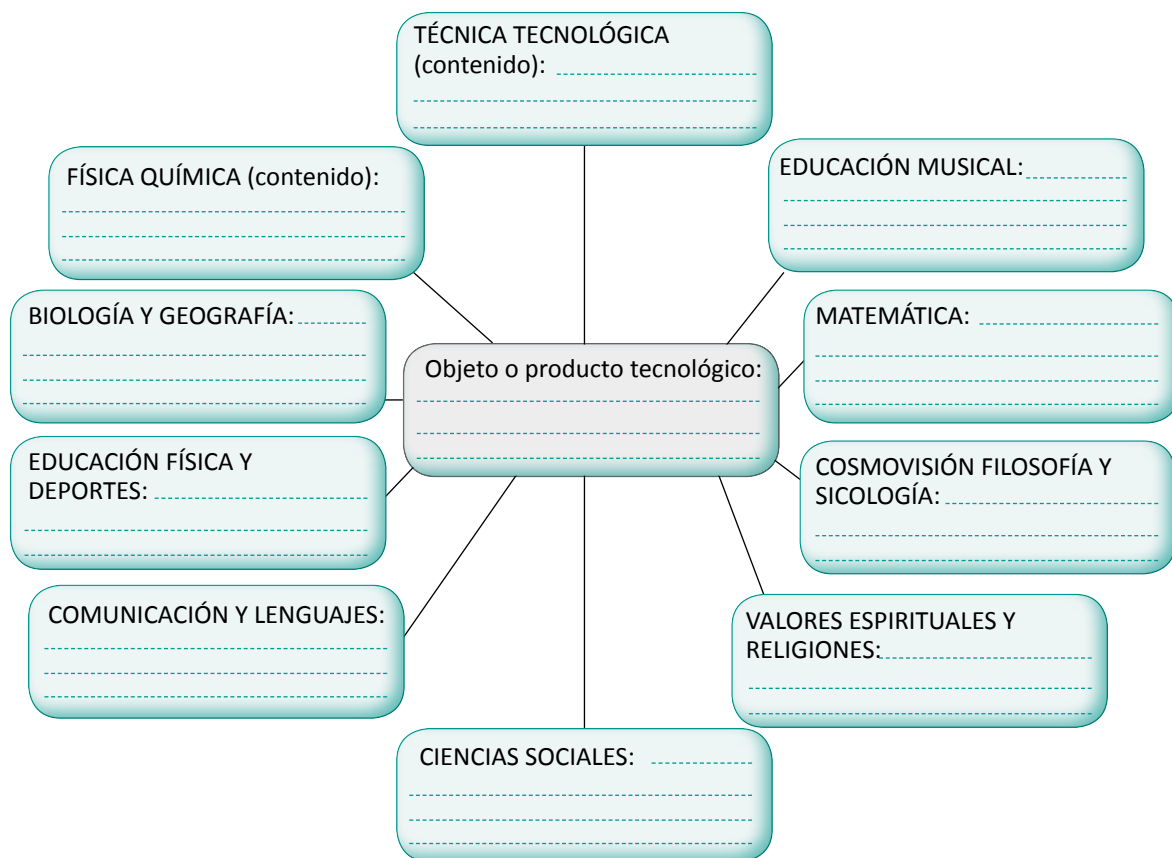 TÉCNICA TECNOLÓGICA
(contenido):
FÍSICA QUÍMICA (contenido):
EDUCACIÓN MUSICAL:
BIOLOGÍA Y GEOGRAFÍA:
MATEMÁTICA:
Objeto o producto tecnológico:
EDUCACIÓN FÍSICA Y
DEPORTES:
COSMOVISIÓN FILOSOFÍA Y
SICOLOGÍA:
COMUNICACIÓN Y LENGUAJES:
VALORES ESPIRITUALES Y
RELIGIONES:
CIENCIAS SOCIALES: